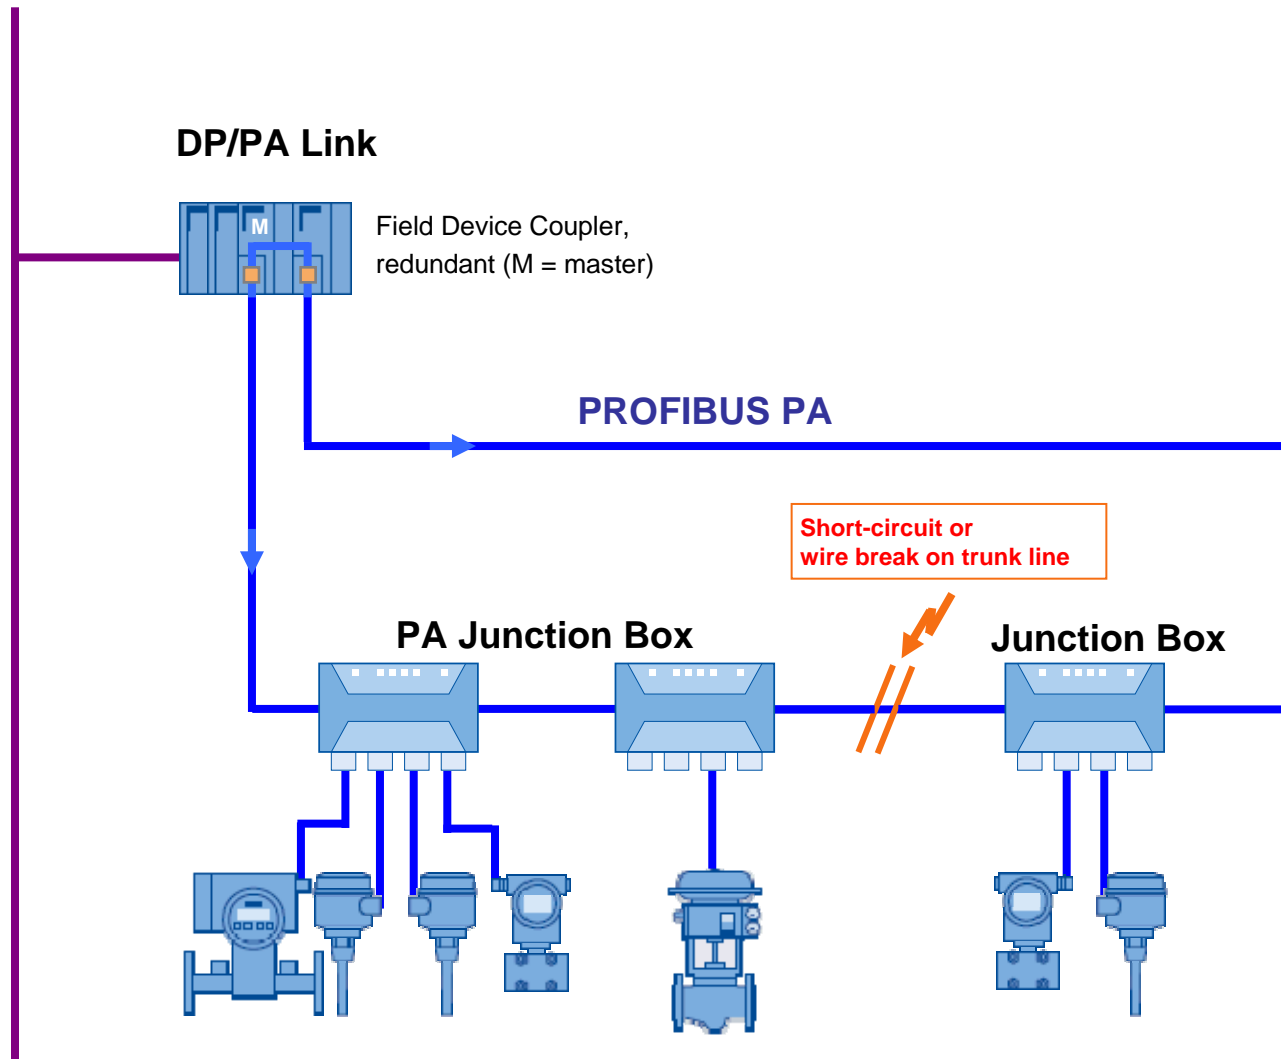 DP/PA Link
M
Field Device Coupler,
redundant (M = master)
PROFIBUS PA
Short-circuit or
wire break on trunk line
PA Junction Box
Junction Box